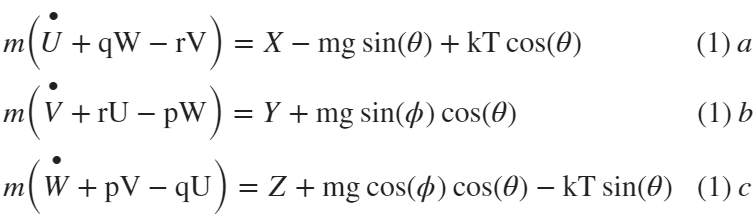 m(U̇ + qW – rV) = X – mg sin(θ) + kT cos(θ) (1) a
m(V̇ + rU – pW) = Y + mg sin(ϕ) cos(θ) (1) b
m(Ẇ + pV – qU) = Z + mg cos(ϕ) cos(θ) – kT sin(θ) (1) c